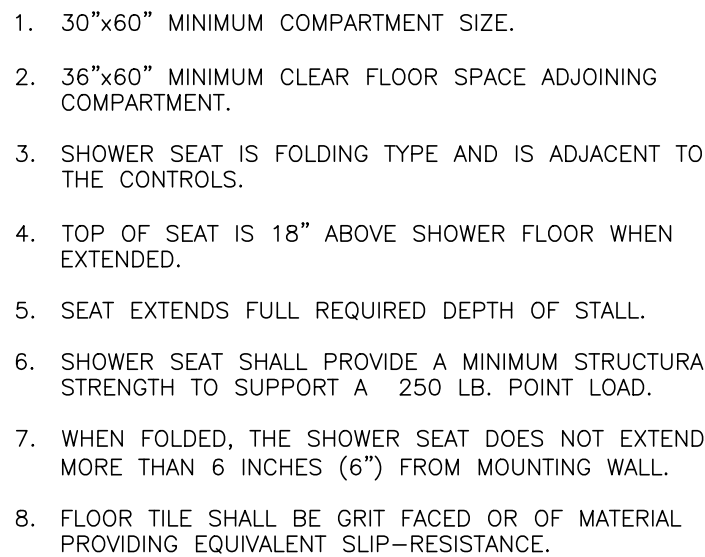 1. 30”x60” MINIMUM COMPARTMENT SIZE.
2. 36”x60” MINIMUM CLEAR FLOOR SPACE ADJOINING
COMPARTMENT.
3. SHOWER SEAT IS FOLDING TYPE AND IS ADJACENT TO
THE CONTROLS.
4. TOP OF SEAT IS 18” ABOVE SHOWER FLOOR WHEN
EXTENDED.
5. SEAT EXTENDS FULL REQUIRED DEPTH OF STALL.
6. SHOWER SEAT SHALL PROVIDE A MINIMUM STRUCTURA
STRENGTH TO SUPPORT A 250 LB. POINT LOAD.
7. WHEN FOLDED, THE SHOWER SEAT DOES NOT EXTEND
MORE THAN 6 INCHES (6”) FROM MOUNTING WALL.
8. FLOOR TILE SHALL BE GRIT FACED OR OF MATERIAL
PROVIDING EQUIVALENT SLIP–RESISTANCE.